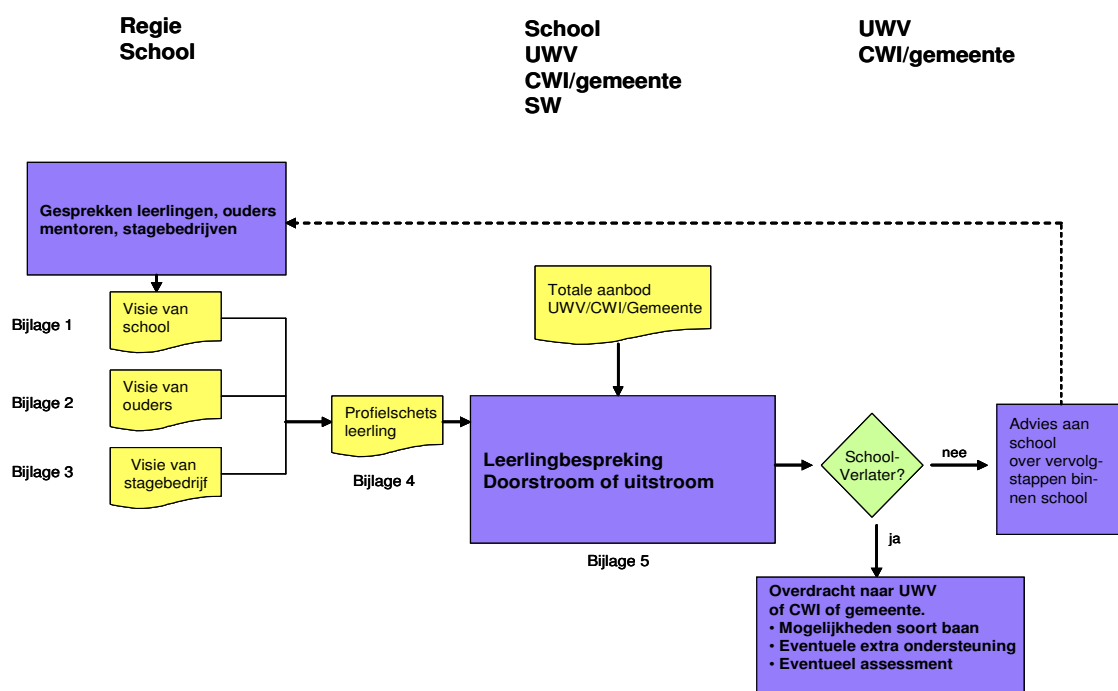 Regie
School
School
UWV
CWI/gemeente
SW
UWV
CWI/gemeente
Gesprekken leerlingen, ouders
mentoren, stagebedrijven
Bijlage 1
Visie van
school
Bijlage 2
Visie van
ouders
Bijlage 3
Visie van
stagebedrijf
Profielschets
leerling
Bijlage 4
Totale aanbod
UWV/CWI/Gemeente
Leerlingbespreking
Doorstroom of uitstroom
Bijlage 5
School-
Verlater?
nee
Advies aan
school
over vervolg-
stappen bin-
nen school
ja
Overdracht naar UWV
of CWI of gemeente.
• Mogelijkheden soort baan
• Eventuele extra ondersteuning
• Eventueel assessment